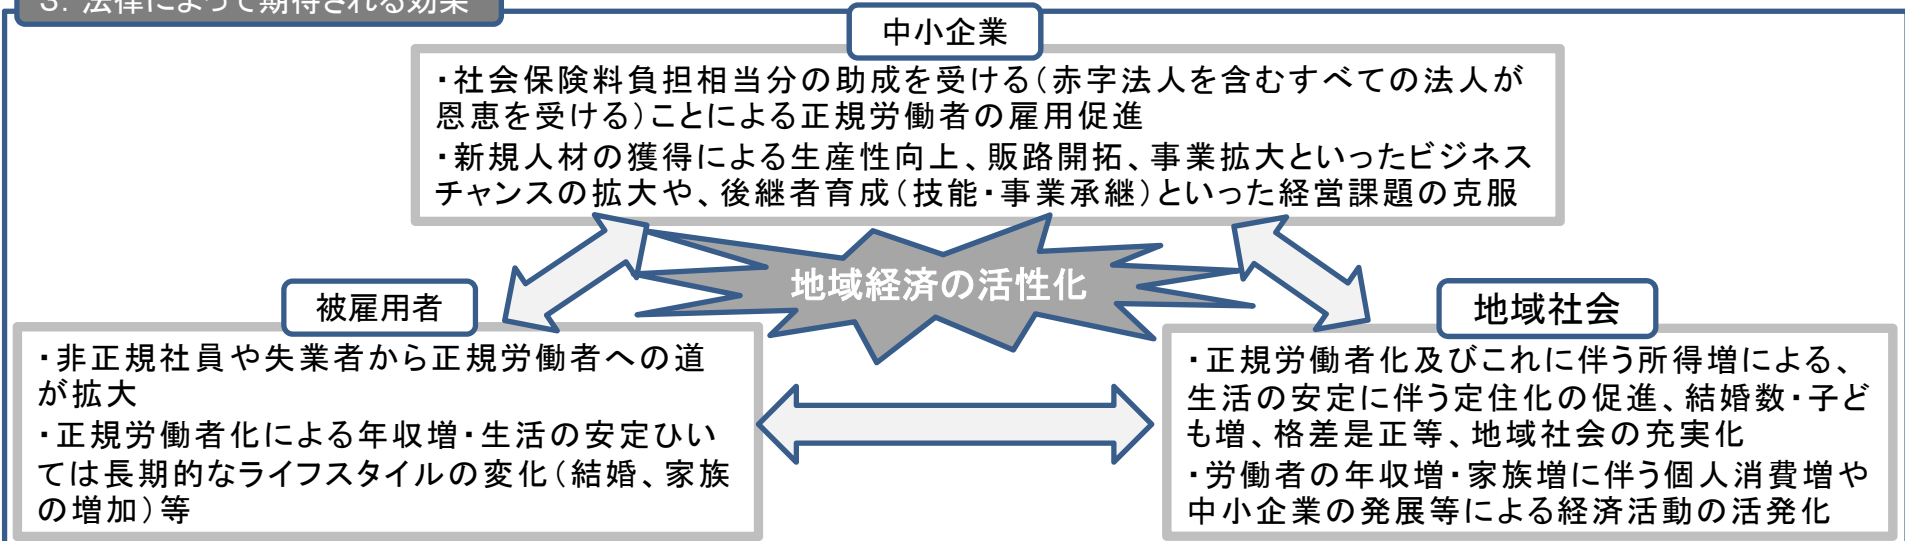 3. 法律によって期待される効果
中小企業
・社会保険料負担相当分の助成を受ける(赤字法人を含むすべての法人が
恩恵を受ける)ことによる正規労働者の雇用促進
・新規人材の獲得による生産性向上、販路開拓、事業拡大といったビジネス
チャンスの拡大や、後継者育成(技能・事業承継)といった経営課題の克服
地域経済の活性化
被雇用者
・非正規社員や失業者から正規労働者への道
が拡大
・正規労働者化による年収増・生活の安定ひい
ては長期的なライフスタイルの変化(結婚、家族
の増加)等
地域社会
・正規労働者化及びこれに伴う所得増による、
生活の安定に伴う定住化の促進、結婚数・子ど
も増、格差是正等、地域社会の充実化
・労働者の年収増・家族増に伴う個人消費増や
中小企業の発展等による経済活動の活発化